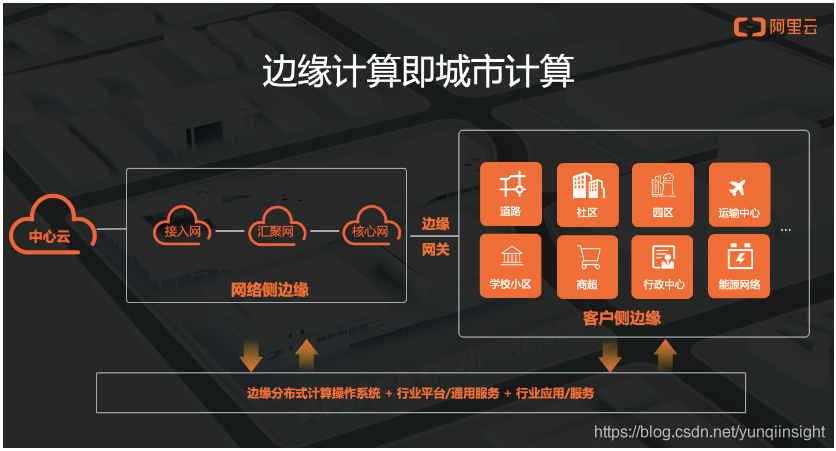 阿里云
边缘计算即城市计算
中心云
接入网
汇聚网
核心网
网络侧边缘
边缘
网关
道路
社区
园区
运输中心
学校小区
商超
行政中心
能源网络
...
客户侧边缘
边缘分布式计算操作系统 + 行业平台/通用服务 + 行业应用/服务
https://blog.csdn.net/yunqiinsight